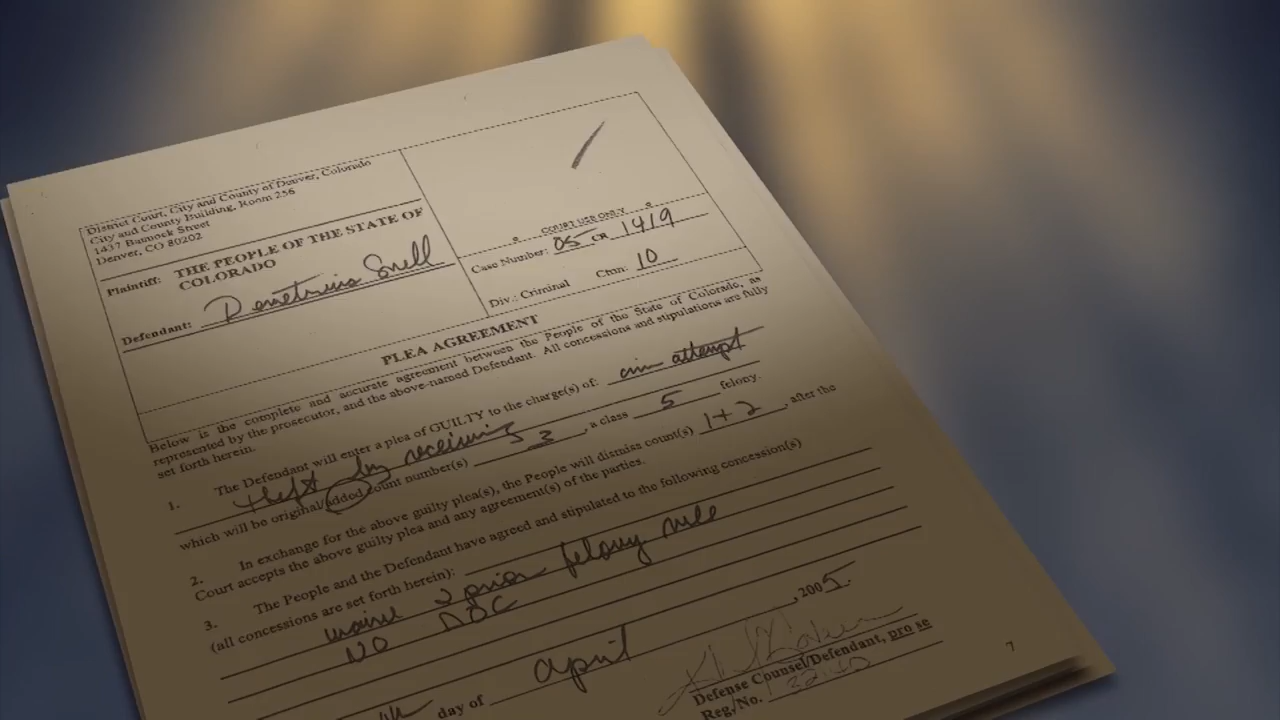 District Court, City and County of Denver, Colorado
City and County Building, Room 256
1437 Bannock Street
Denver, CO 80202
Plaintiff: THE PEOPLE OF THE STATE OF
COLORADO
Defendant: Demetrius Snell
COURT USE ONLY
Case Number: 05 CR 1419
Div.: Criminal Ctrm: 10
PLEA AGREEMENT
Below is the complete and accurate agreement between the People of the State of Colorado, as
represented by the prosecutor, and the above-named Defendant. All concessions and stipulations are fully
set forth herein.
1. The Defendant will enter a plea of GUILTY to the charge(s) of: crim attempt
theft by receiving
which will be original/added count number(s) 3, a class 5 felony.
2. In exchange for the above guilty plea(s), the People will dismiss count(s) 1+2, after the
Court accepts the above guilty plea and any agreement(s) of the parties.
3. The People and the Defendant have agreed and stipulated to the following concession(s)
(all concessions are set forth herein):
waive 2 prior felony rule
NO DOC
day of April, 2005.
Defense Counsel/Defendant, pro se
Reg. No.
7